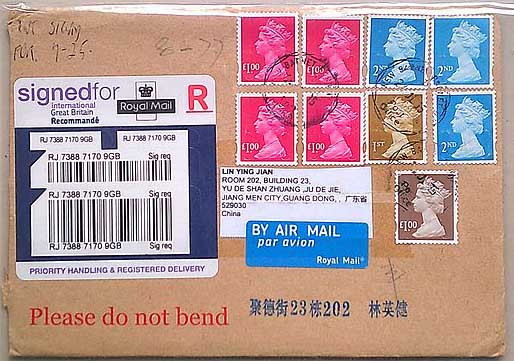 £1.00
£1.00
2ND
2ND
£1.00
£1.00
1ST
2ND
£1.00
signedfor
international
Great Britain
Recommandé
Royal Mail
R
RJ 7388 7170 9GB
RJ 7388 7170 9GB
RJ 7388 7170 9GB Sig req
RJ 7388 7170 9GB Sig req
PRIORITY HANDLING & REGISTERED DELIVERY
LIN YING JIAN
ROOM 202, BUILDING 23,
YU DE SHAN ZHUANG ,JU DE JIE,
JIANG MEN CITY,GUANG DONG, , 广东省
529030
China
BY AIR MAIL
par avion
Royal Mail
Please do not bend
聚德街23栋202 林英健